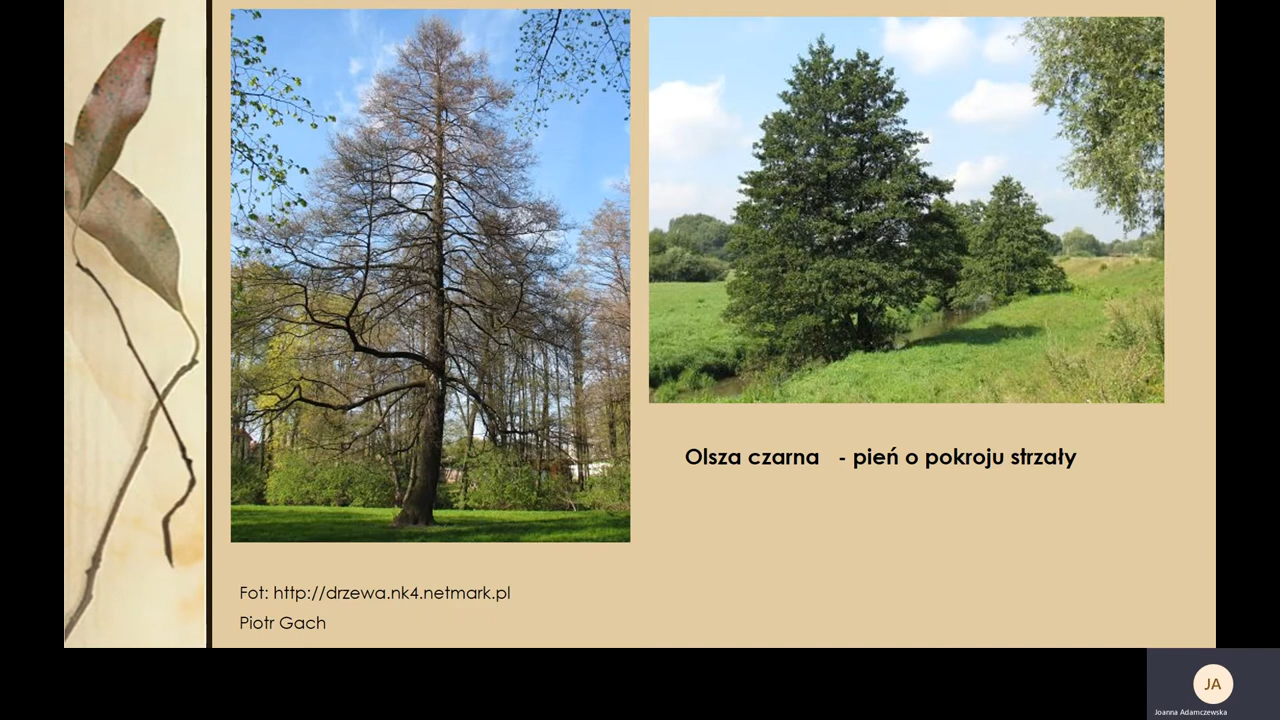 Olsza czarna - pień o pokroju strzały
Fot: http://drzewa.nk4.netmark.pl
Piotr Gach
JA
Joanna Adamczewska